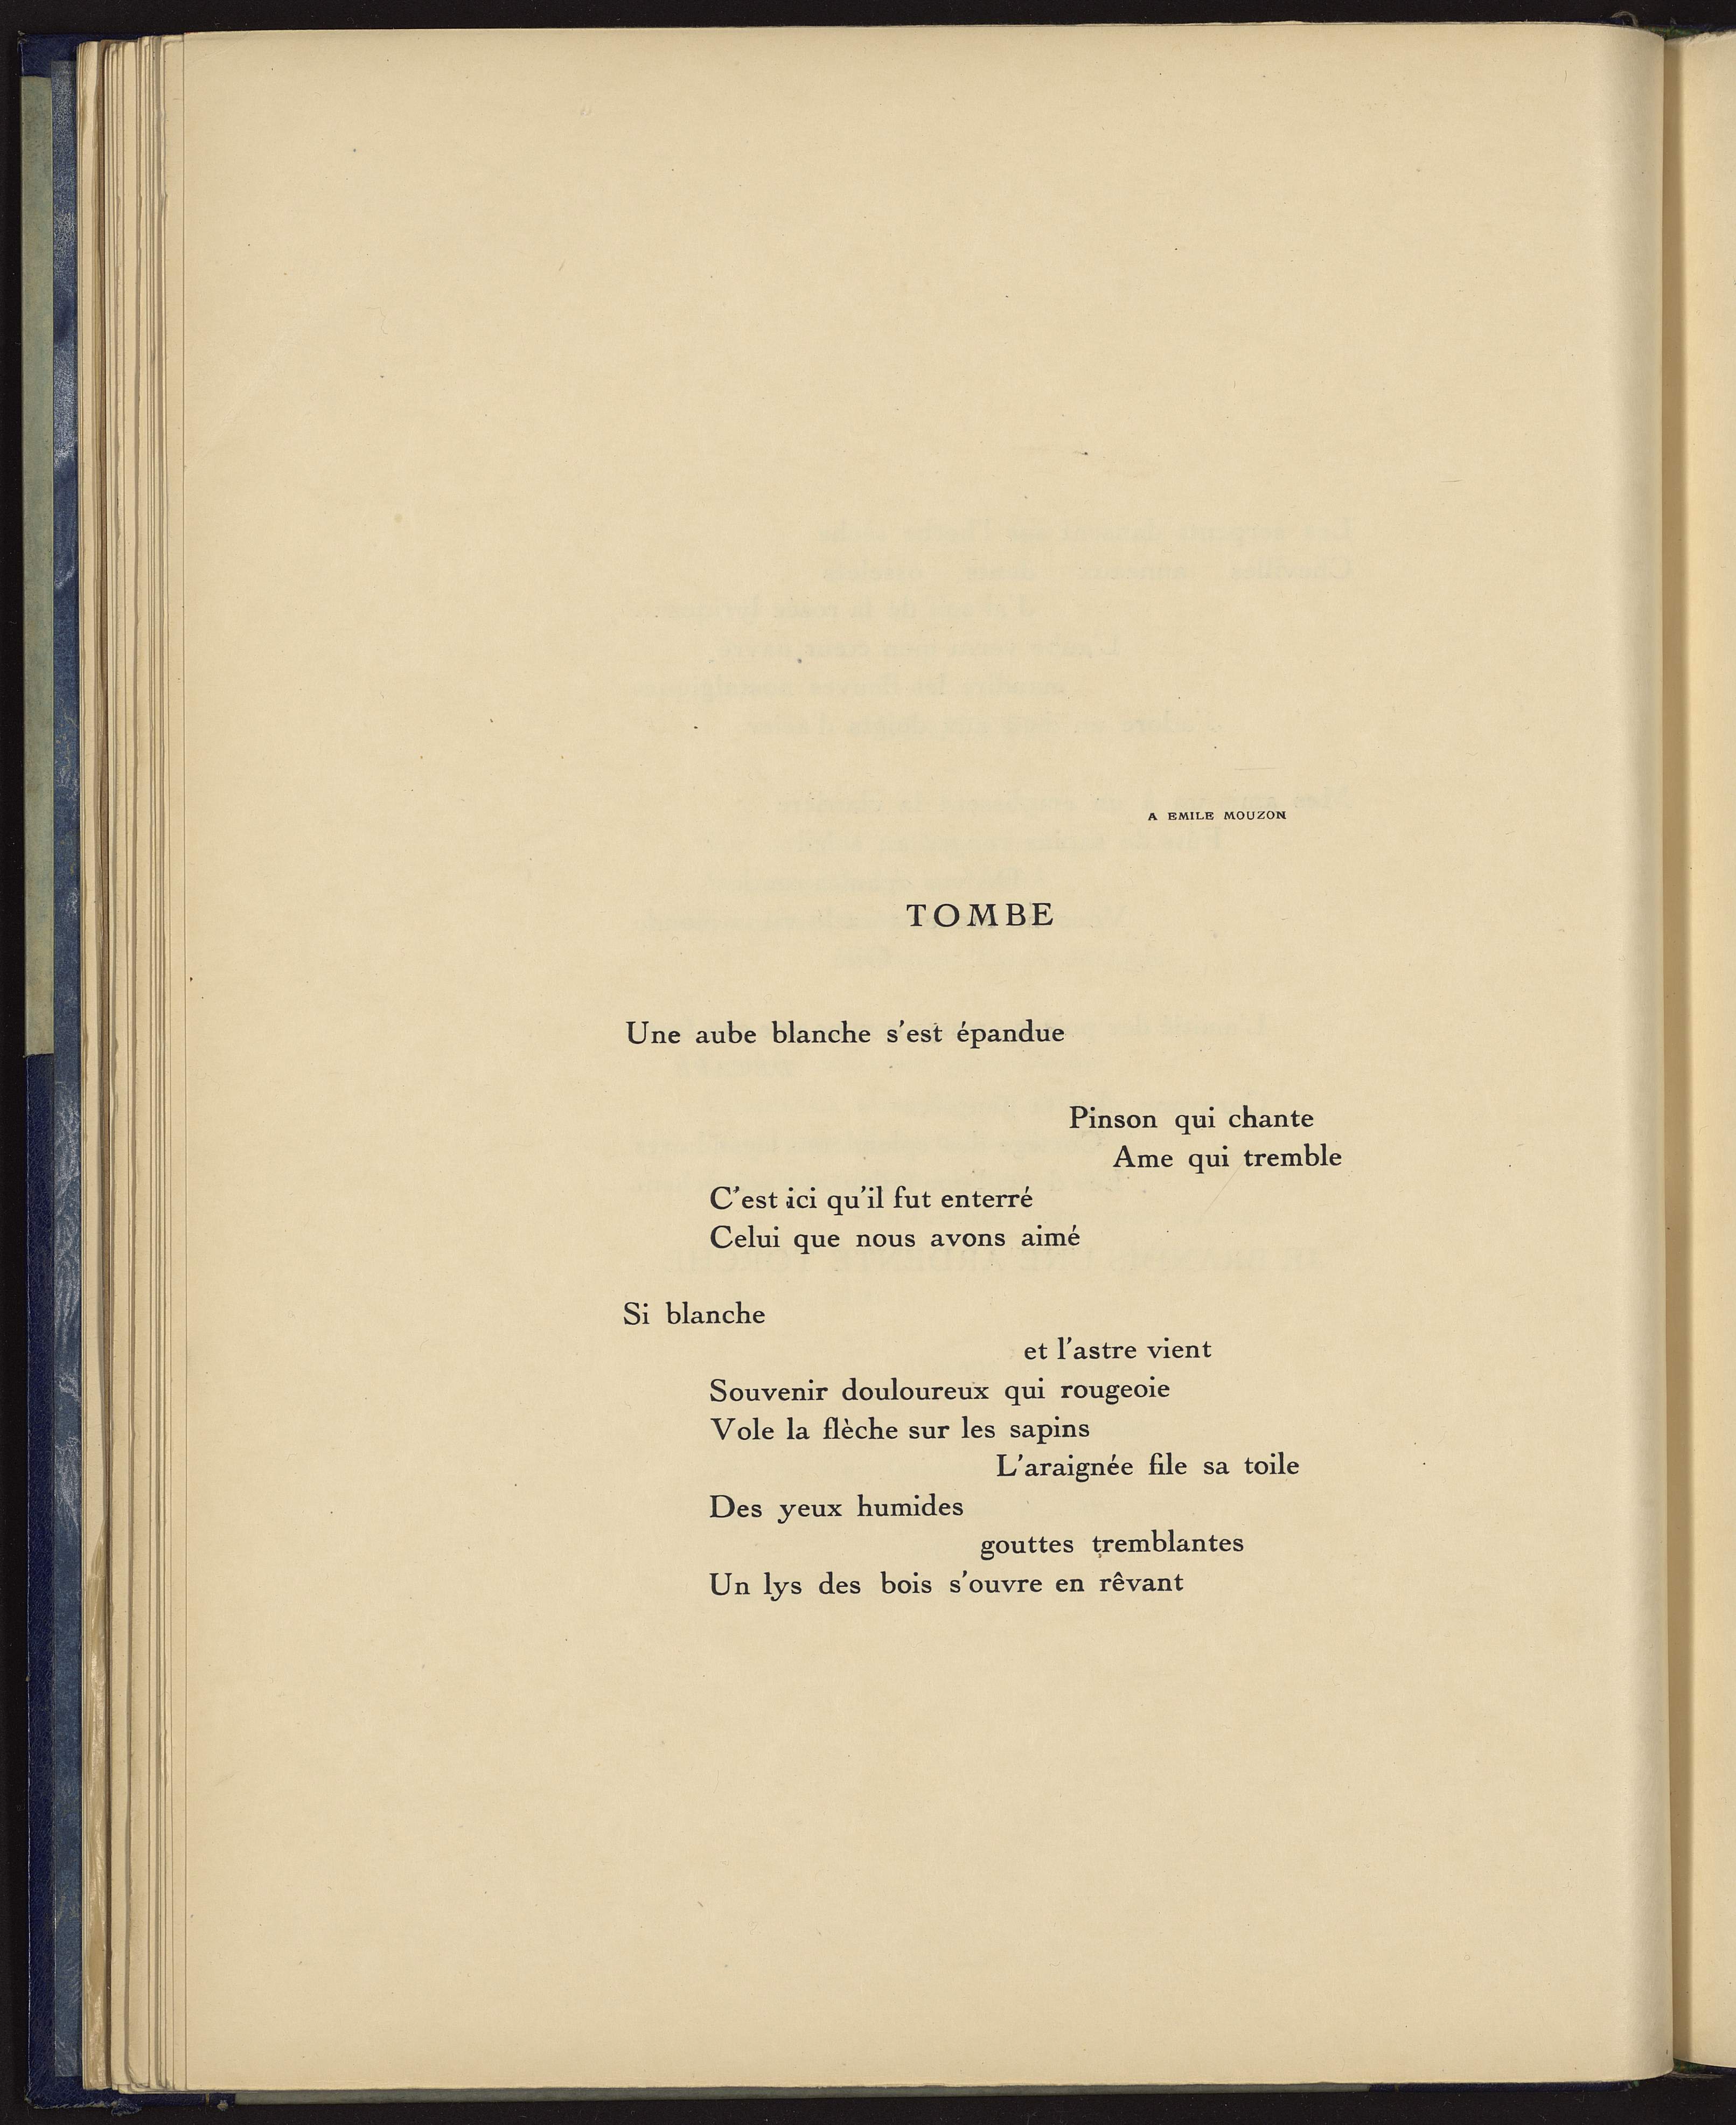 A EMILE MOUZON
TOMBE
Une aube blanche s'est épandue
Pinson qui chante
Ame qui tremble
C'est ici qu'il fut enterré
Celui que nous avons aimé
Si blanche
et l'astre vient
Souvenir douloureux qui rougeoie
Vole la flèche sur les sapins
L'araignée file sa toile
Des yeux humides
gouttes tremblantes
Un lys des bois s'ouvre en rêvant